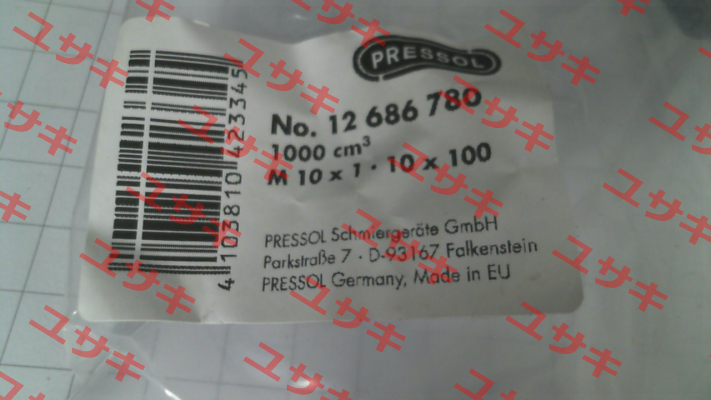 PRESSOL
No. 12 686 780
1000 cm³
M 10 x 1 · 10 x 100
4 103810 423345
PRESSOL Schmiergeräte GmbH
Parkstraße 7 · D-93167 Falkenstein
PRESSOL Germany, Made in EU
ユサキ